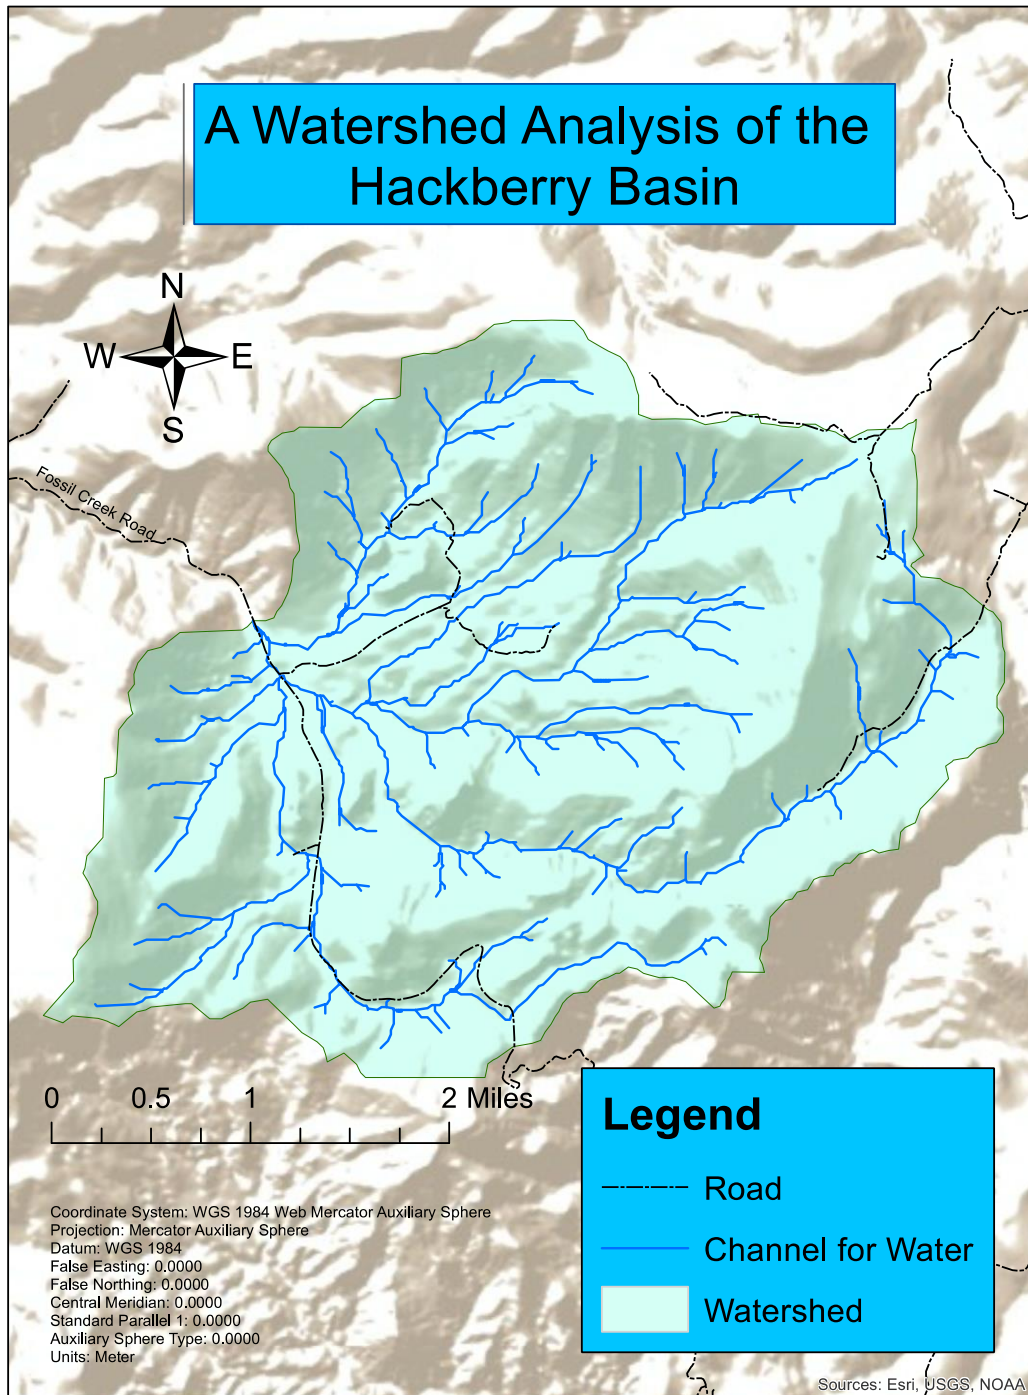 A Watershed Analysis of the
Hackberry Basin
N
W
E
S
Fossil Creek Road
0
0.5
1
2 Miles
Legend
Road
Channel for Water
Watershed
Coordinate System: WGS 1984 Web Mercator Auxiliary Sphere
Projection: Mercator Auxiliary Sphere
Datum: WGS 1984
False Easting: 0.0000
False Northing: 0.0000
Central Meridian: 0.0000
Standard Parallel 1: 0.0000
Auxiliary Sphere Type: 0.0000
Units: Meter
Sources: Esri, USGS, NOAA